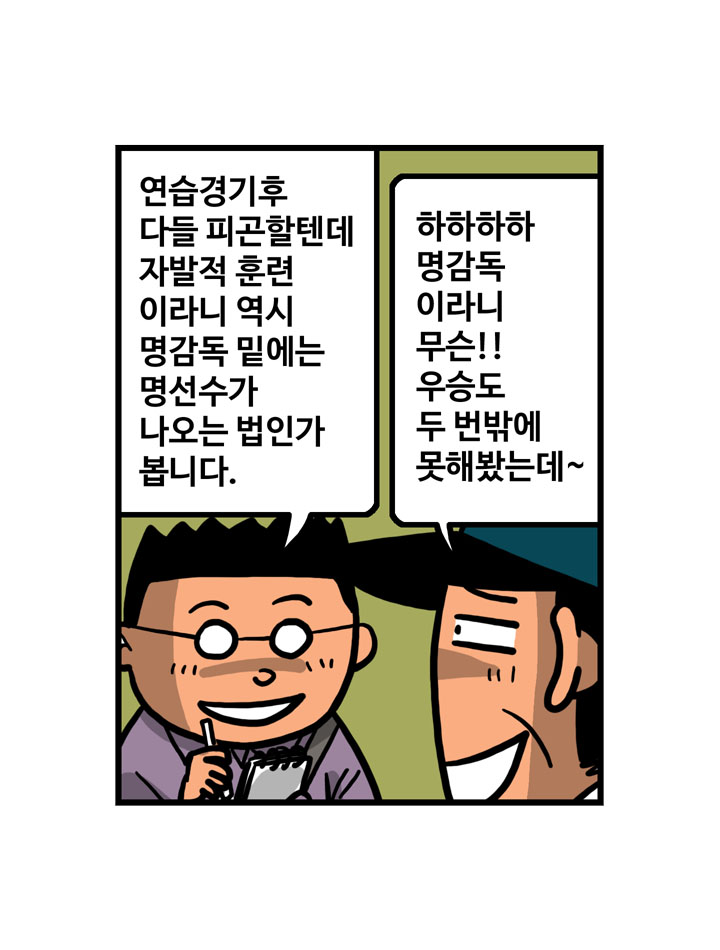 연습경기후
다들 피곤할텐데
자발적 훈련
이라니 역시
명감독 밑에는
명선수가
나오는 법인가
봅니다.
하하하하
명감독
이라니
무슨!!
우승도
두 번밖에
못해봤는데~